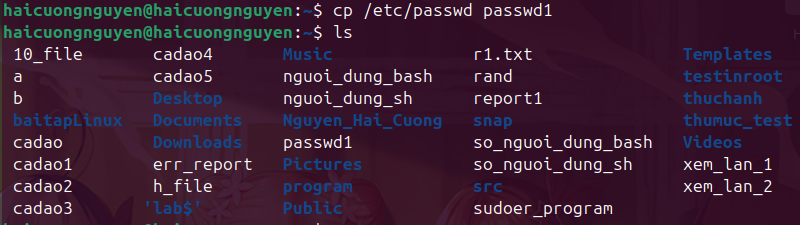 haicuongnguyen@haicuongnguyen:~$ cp /etc/passwd passwd1
haicuongnguyen@haicuongnguyen:~$ ls
10_file cadao4 Music r1.txt Templates
a cadao5 nguoi_dung_bash rand testinroot
b Desktop nguoi_dung_sh report1 thuchanh
baitapLinux Documents Nguyen_Hai_Cuong snap thumuc_test
cadao Downloads passwd1 so_nguoi_dung_bash Videos
cadao1 err_report Pictures so_nguoi_dung_sh xem_lan_1
cadao2 h_file program src xem_lan_2
cadao3 'lab$' Public sudoer_program